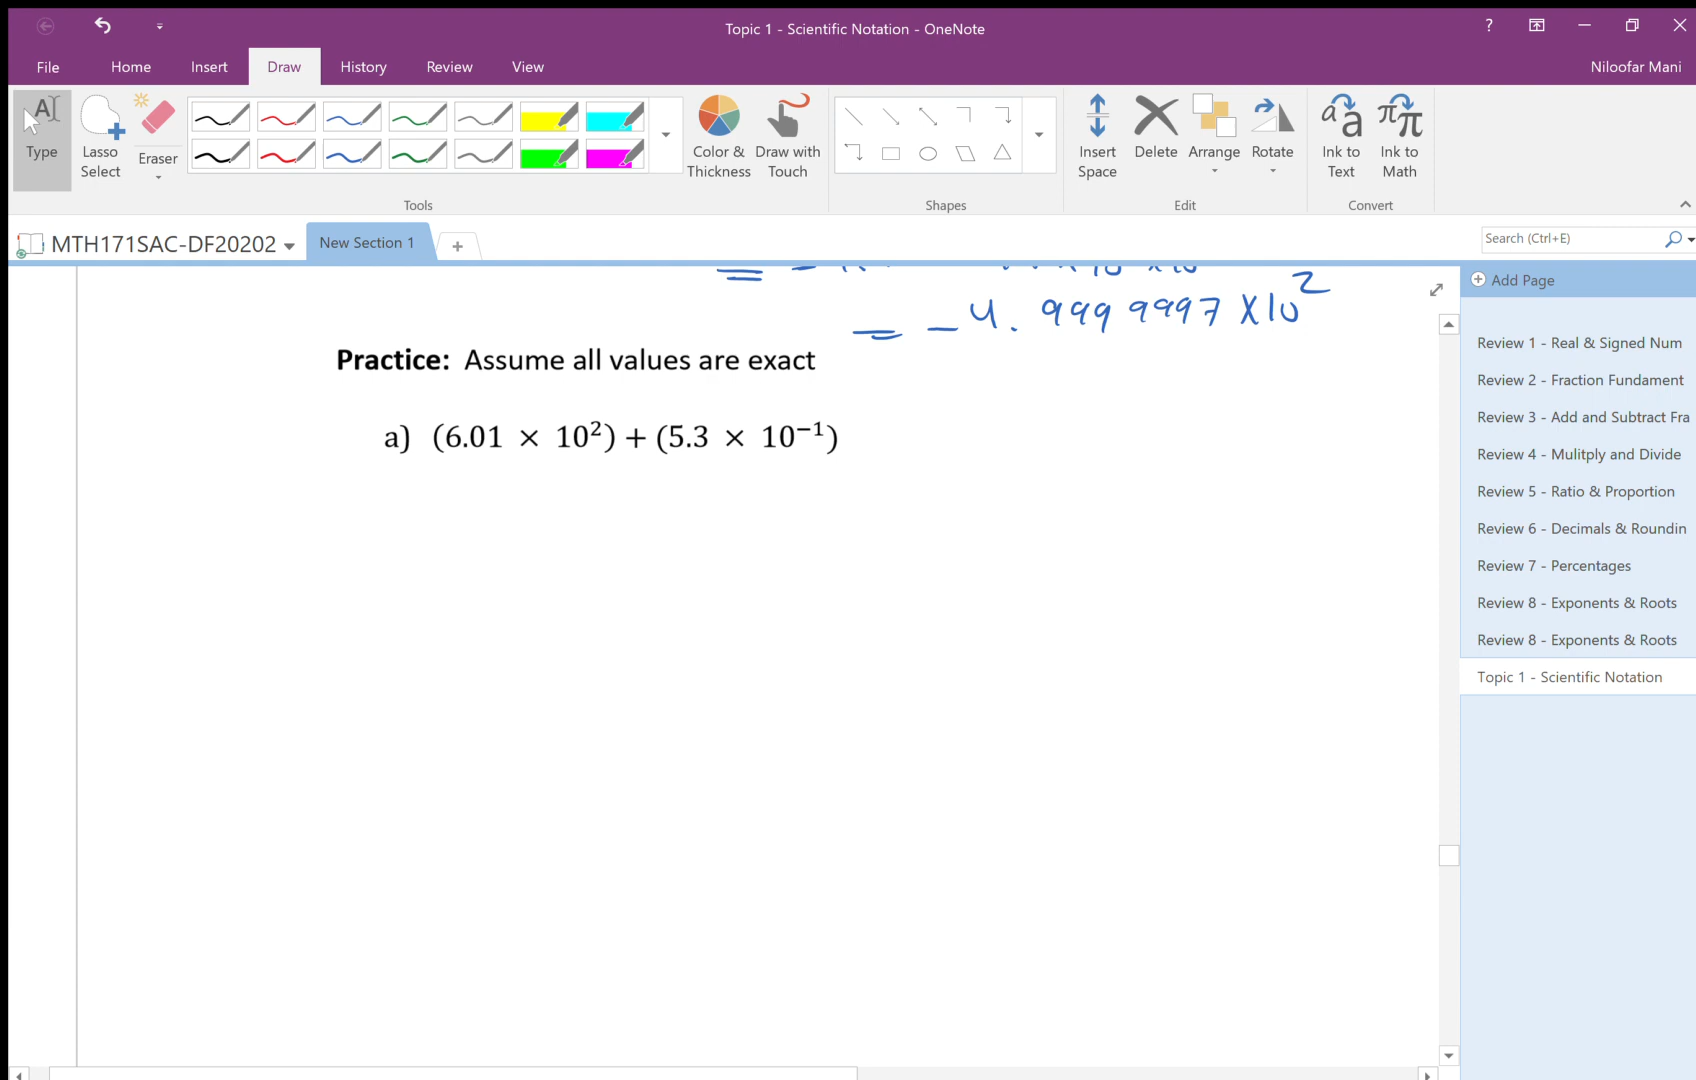 Topic 1 - Scientific Notation - OneNote
?
File Home Insert Draw History Review View
Niloofar Mani
Type
Lasso Select
Eraser
Color & Thickness
Draw with Touch
Insert Space
Delete
Arrange
Rotate
Ink to Text
Ink to Math
Tools
Shapes
Edit
Convert
MTH171SAC-DF20202
New Section 1
+
Search (Ctrl+E)
Add Page
= - 4.9999997 ×10²
Practice: Assume all values are exact
a) (6.01 × 10²) + (5.3 × 10⁻¹)
Review 1 - Real & Signed Num
Review 2 - Fraction Fundament
Review 3 - Add and Subtract Fra
Review 4 - Mulitply and Divide
Review 5 - Ratio & Proportion
Review 6 - Decimals & Roundin
Review 7 - Percentages
Review 8 - Exponents & Roots
Review 8 - Exponents & Roots
Topic 1 - Scientific Notation